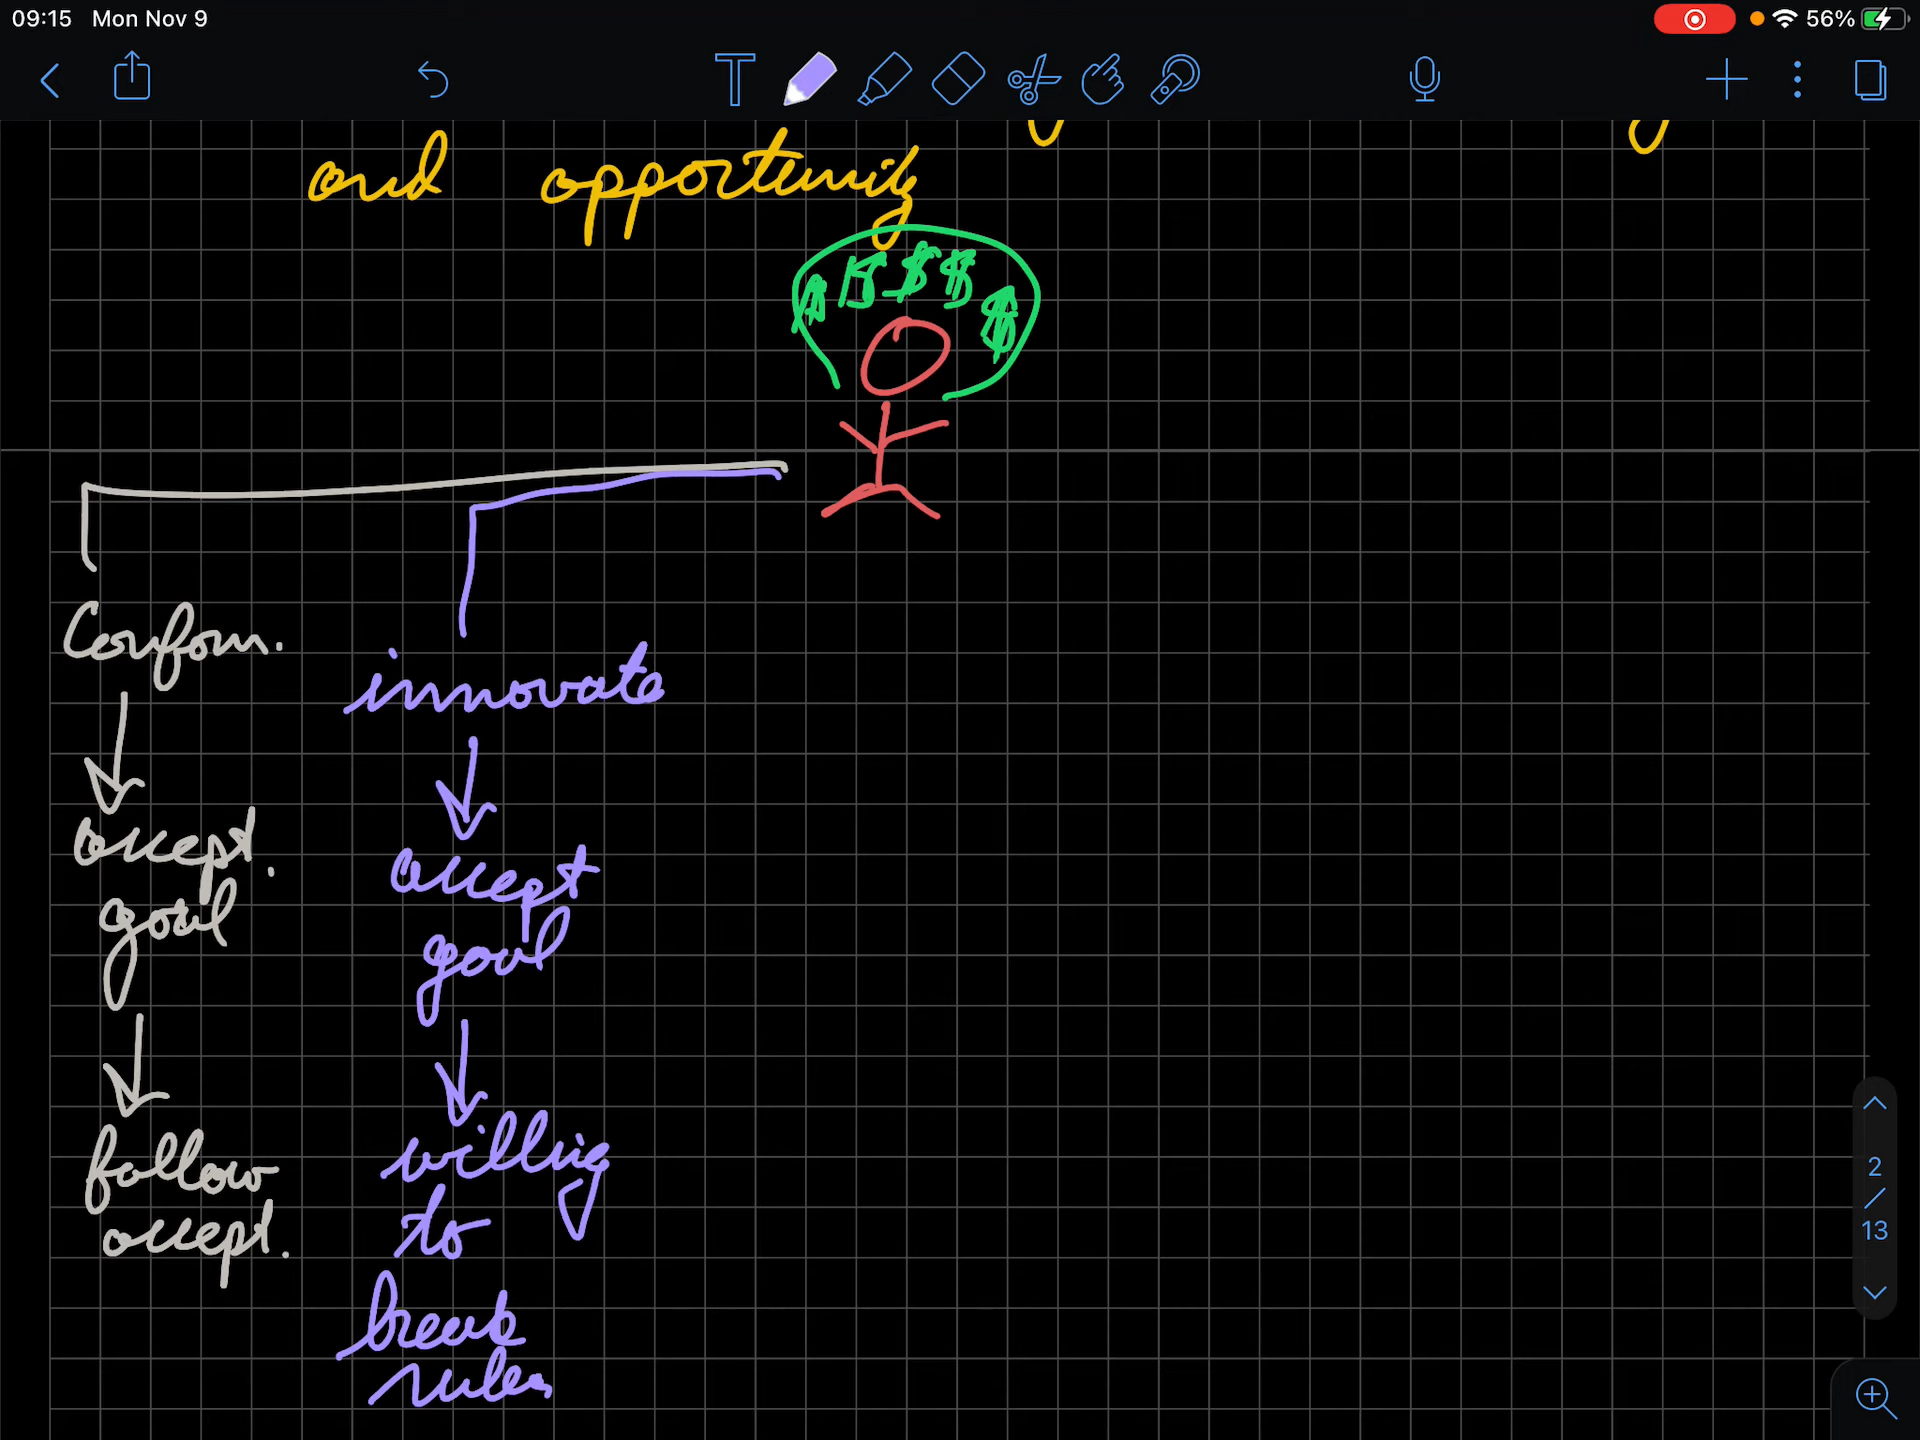 09:15 Mon Nov 9 56%
and opportunity
$ $ $ $ $
Conform.
innovate
accept.
goal
accept
goal
follow
accept.
willing
to
break
rules
2
/
13